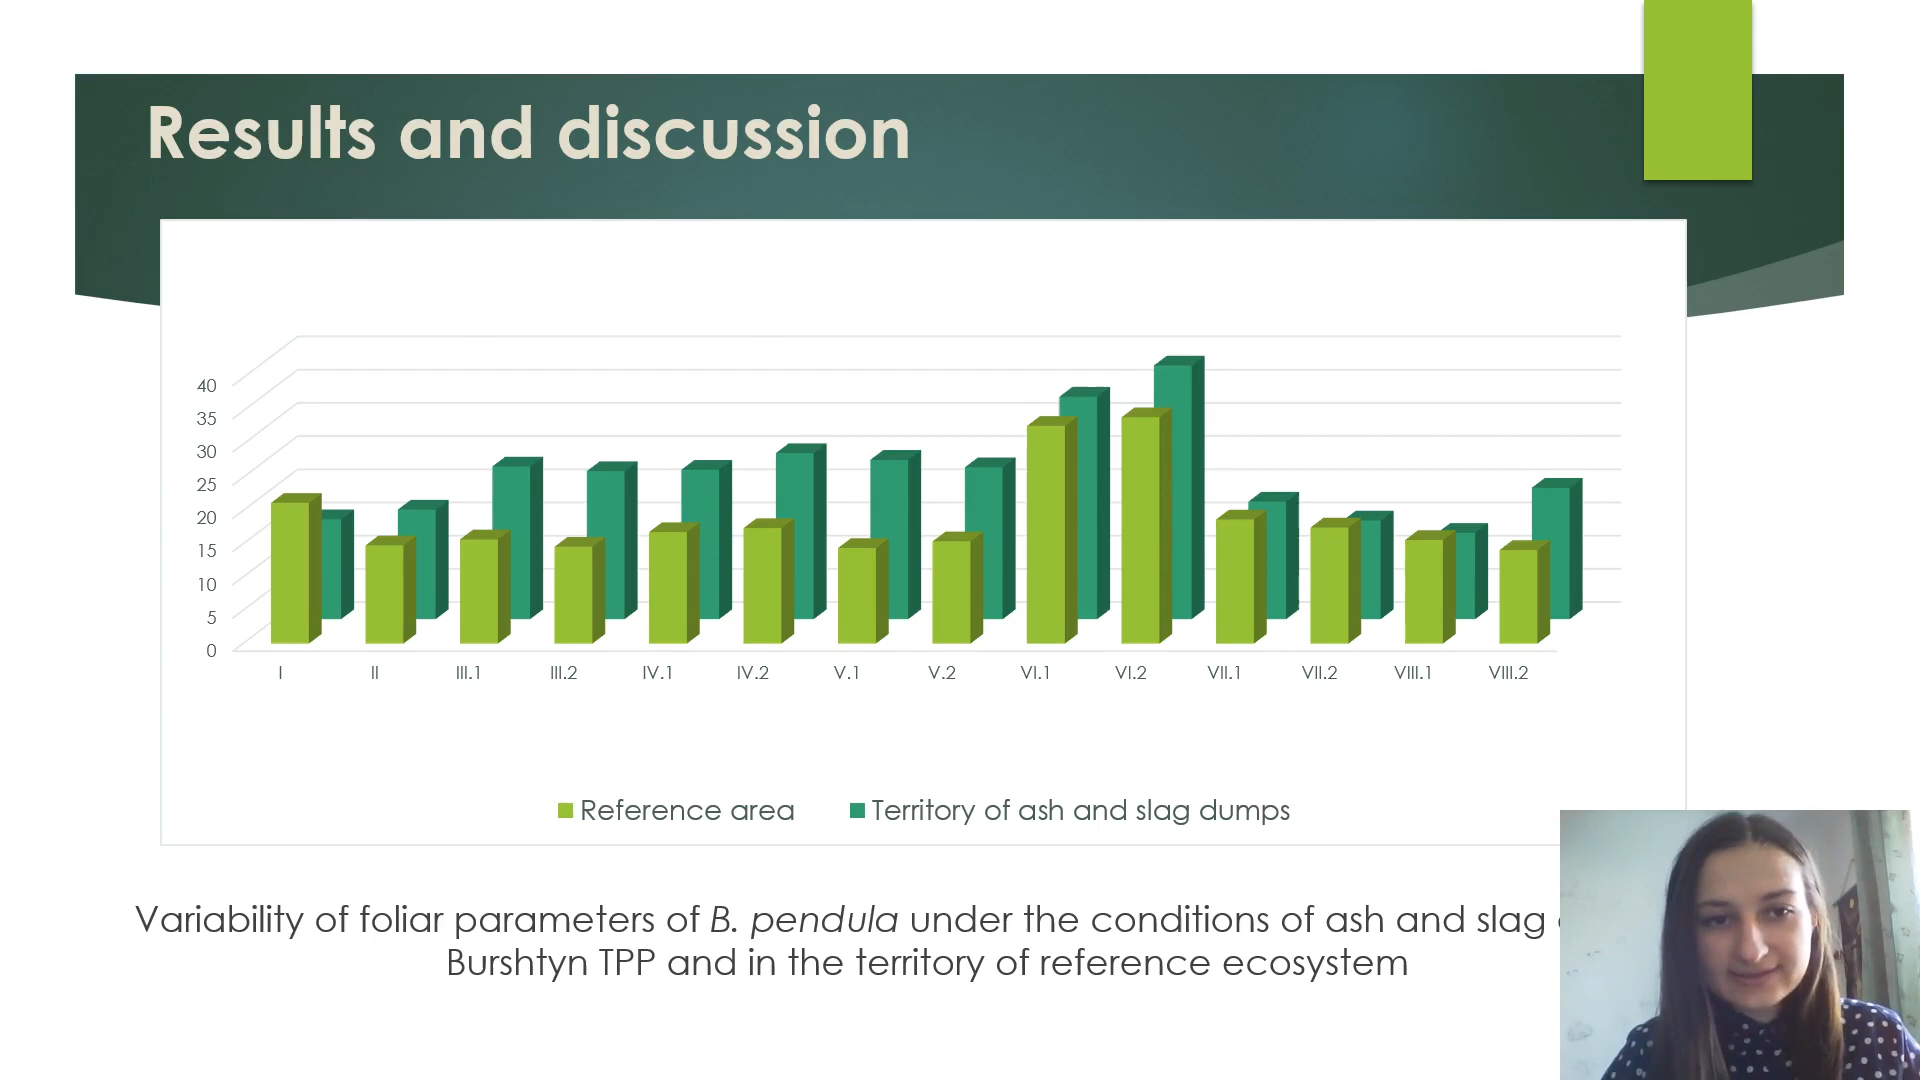 Results and discussion
40
35
30
25
20
15
10
5
0
I II III.1 III.2 IV.1 IV.2 V.1 V.2 VI.1 VI.2 VII.1 VII.2 VIII.1 VIII.2
Reference area Territory of ash and slag dumps
Variability of foliar parameters of B. pendula under the conditions of ash and slag
Burshtyn TPP and in the territory of reference ecosystem